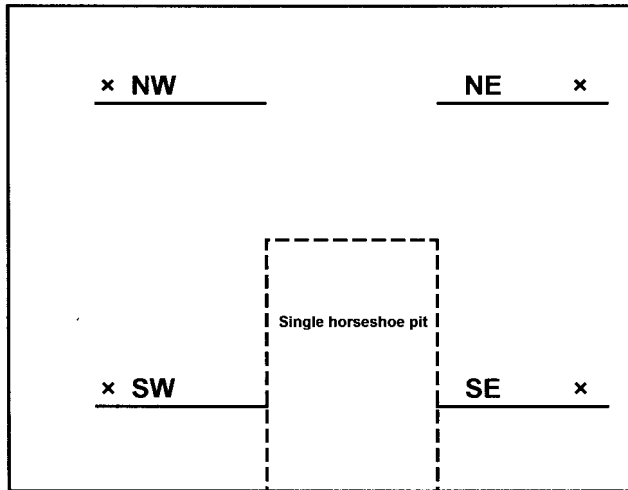 × NW
NE ×
Single horseshoe pit
× SW
SE ×